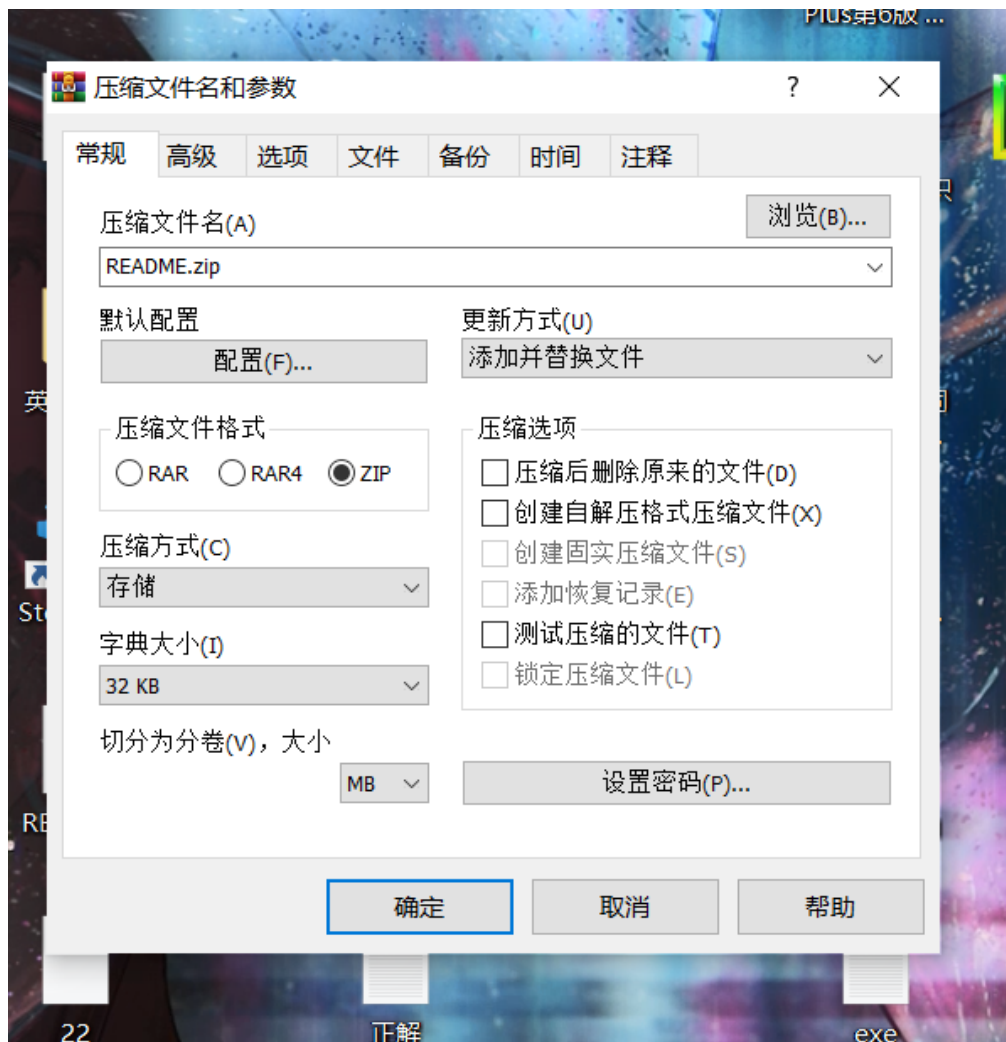 Plus第6版 ...
压缩文件名和参数
?
常规 高级 选项 文件 备份 时间 注释
压缩文件名(A)
浏览(B)...
README.zip
默认配置
更新方式(U)
配置(F)...
添加并替换文件
压缩文件格式
压缩选项
RAR RAR4 ZIP
压缩后删除原来的文件(D)
创建自解压格式压缩文件(X)
压缩方式(C)
创建固实压缩文件(S)
存储
添加恢复记录(E)
字典大小(I)
测试压缩的文件(T)
32 KB
锁定压缩文件(L)
切分为分卷(V)，大小
MB
设置密码(P)...
确定 取消 帮助
英
22
正解
exe